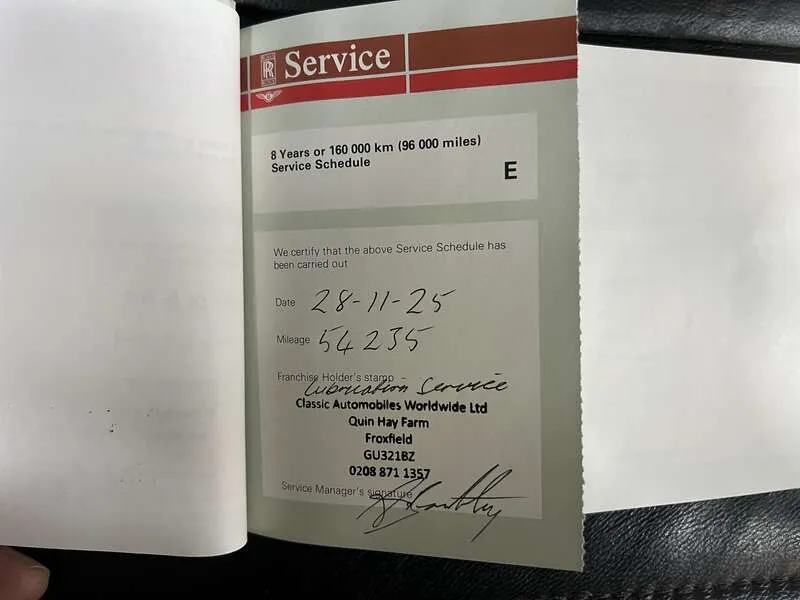 RR Service
8 Years or 160 000 km (96 000 miles)
Service Schedule
E
We certify that the above Service Schedule has
been carried out
Date 28-11-25
Mileage 54235
Franchise Holder's stamp -
Lubrication Service
Classic Automobiles Worldwide Ltd
Quin Hay Farm
Froxfield
GU321BZ
0208 871 1357
Service Manager's signature